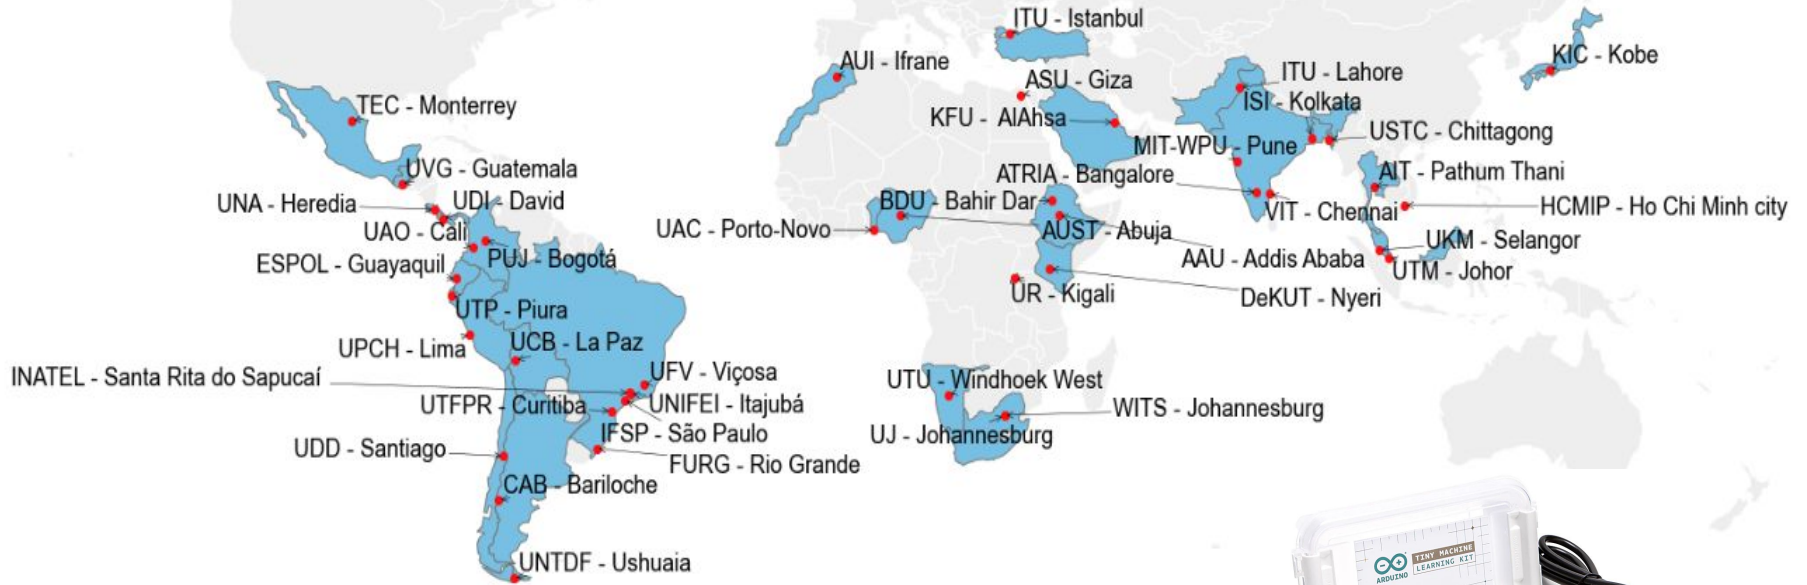 ITU - Istanbul
KIC - Kobe
AUI - Ifrane
ASU - Giza
ITU - Lahore
ISI - Kolkata
TEC - Monterrey
KFU - AlAhsa
USTC - Chittagong
MIT-WPU - Pune
UVG - Guatemala
ATRIA - Bangalore
AIT - Pathum Thani
UNA - Heredia
UDI - David
BDU - Bahir Dar
VIT - Chennai
HCMIP - Ho Chi Minh city
UAO - Cali
UAC - Porto-Novo
AUST - Abuja
UKM - Selangor
ESPOL - Guayaquil
PUJ - Bogotá
AAU - Addis Ababa
UTM - Johor
UR - Kigali
DeKUT - Nyeri
UTP - Piura
UPCH - Lima
UCB - La Paz
INATEL - Santa Rita do Sapucaí
UFV - Viçosa
UTU - Windhoek West
UTFPR - Curitiba
UNIFEI - Itajubá
WITS - Johannesburg
IFSP - São Paulo
UJ - Johannesburg
UDD - Santiago
FURG - Rio Grande
CAB - Bariloche
UNTDF - Ushuaia
ARDUINO
TINY MACHINE
LEARNING KIT